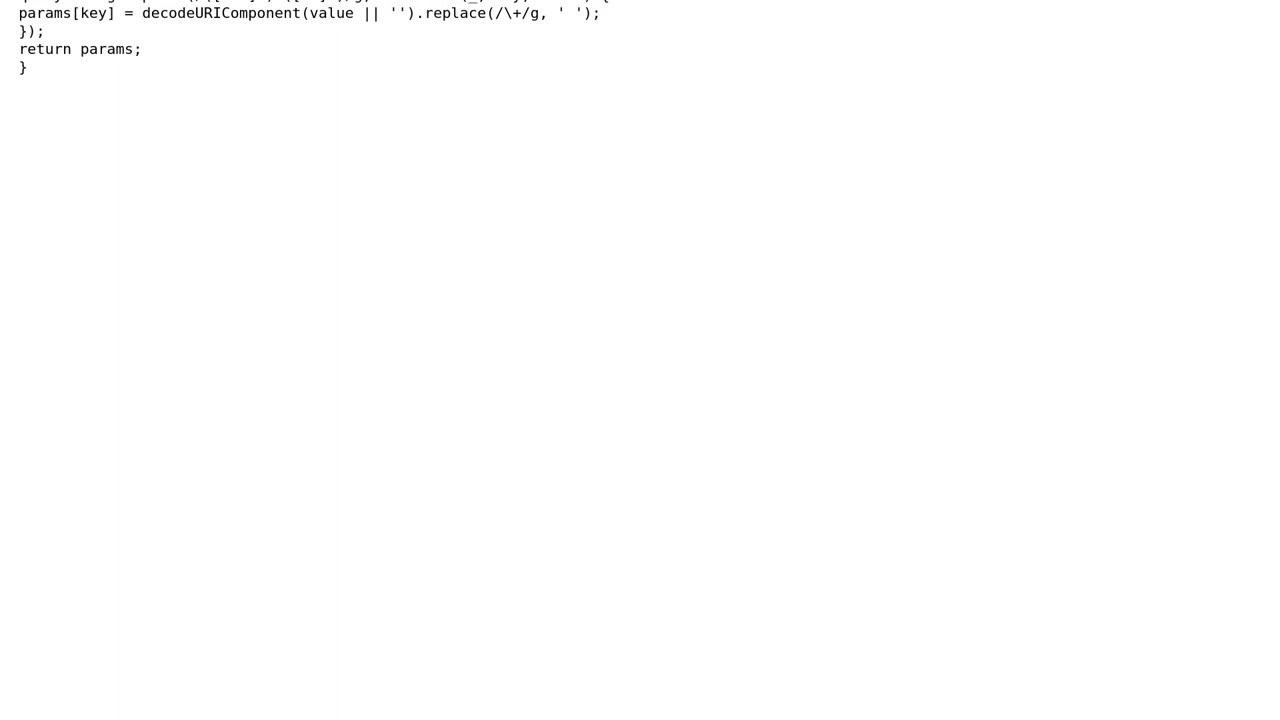 params[key] = decodeURIComponent(value || '').replace(/\+/g, ' ');
});
return params;
}